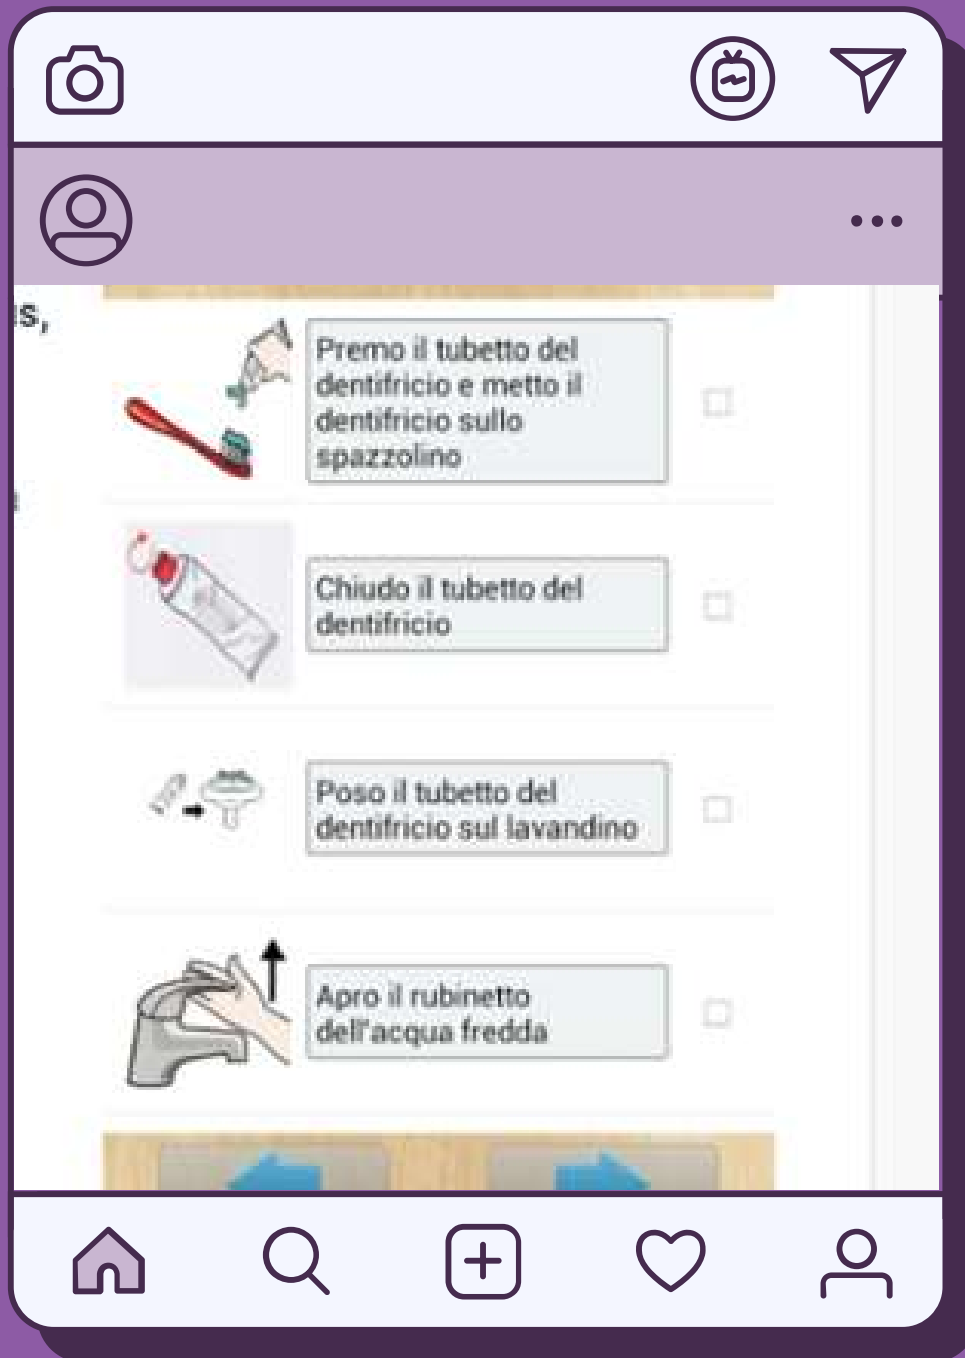 Premo il tubetto del
dentifricio e metto il
dentifricio sullo
spazzolino
Chiudo il tubetto del
dentifricio
Poso il tubetto del
dentifricio sul lavandino
Apro il rubinetto
dell'acqua fredda